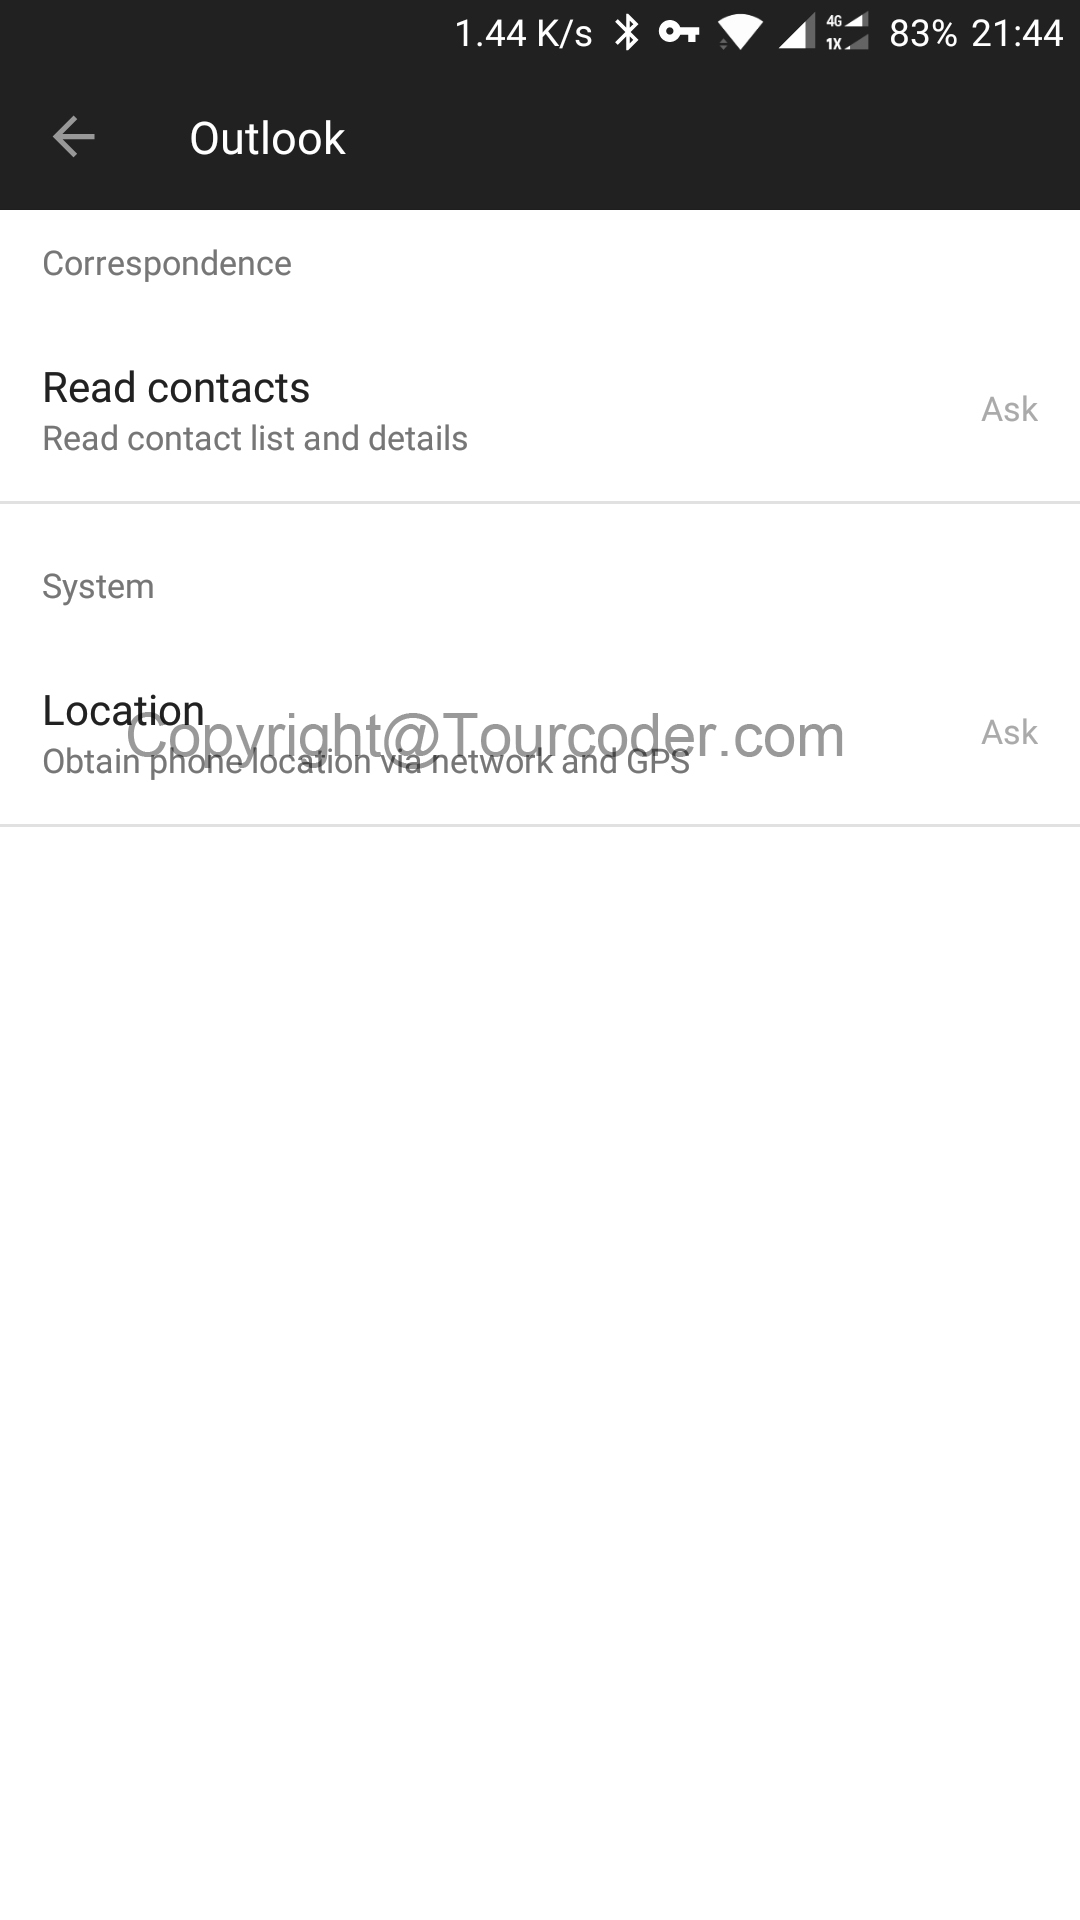 1.44 K/s 4G 1X 83% 21:44
Outlook
Correspondence
Read contacts
Ask
Read contact list and details
System
Location
Copyright@Tourcoder.com
Ask
Obtain phone location via network and GPS